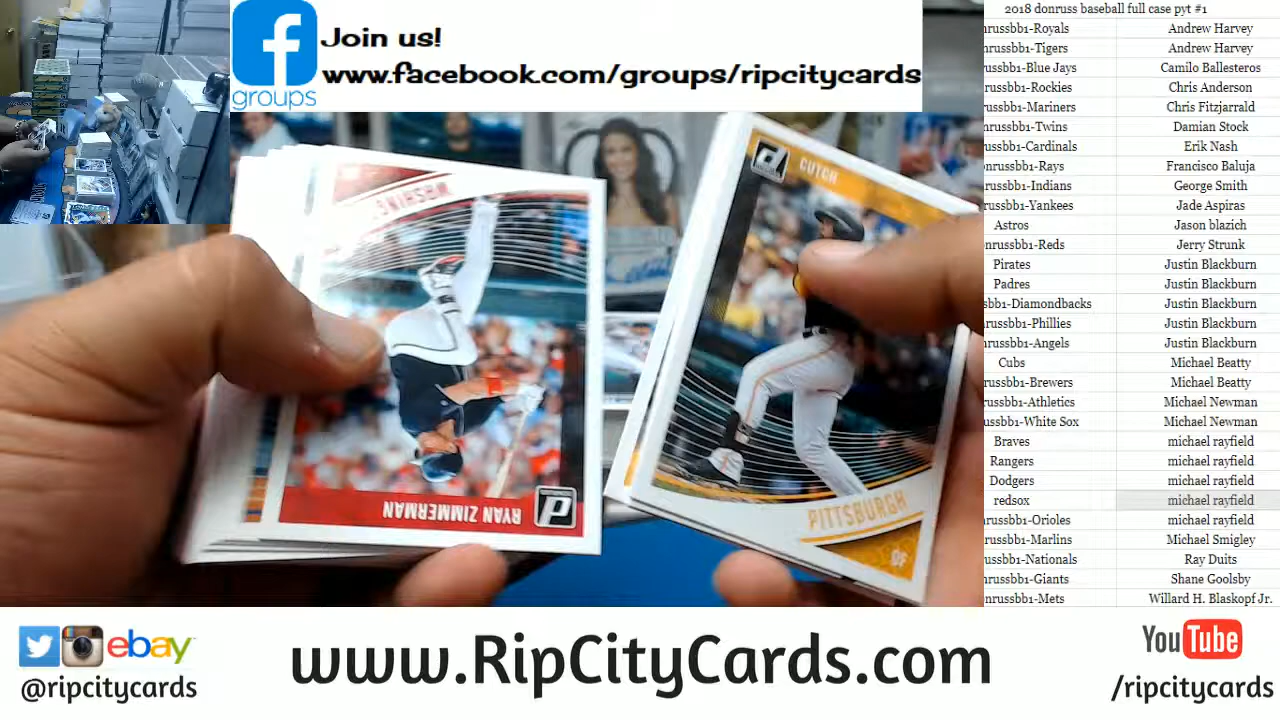 Join us!
www.facebook.com/groups/ripcitycards
f
groups
2018 donruss baseball full case pyt #1
nrussbb1-Royals Andrew Harvey
nrussbb1-Tigers Andrew Harvey
russbb1-Blue Jays Camilo Ballesteros
nrussbb1-Rockies Chris Anderson
russbb1-Mariners Chris Fitzjarrald
nrussbb1-Twins Damian Stock
russbb1-Cardinals Erik Nash
onrussbb1-Rays Francisco Baluja
nrussbb1-Indians George Smith
russbb1-Yankees Jade Aspiras
Astros Jason blazich
onrussbb1-Reds Jerry Strunk
Pirates Justin Blackburn
Padres Justin Blackburn
sbb1-Diamondbacks Justin Blackburn
russbb1-Phillies Justin Blackburn
nrussbb1-Angels Justin Blackburn
Cubs Michael Beatty
russbb1-Brewers Michael Beatty
russbb1-Athletics Michael Newman
ussbb1-White Sox Michael Newman
Braves michael rayfield
Rangers michael rayfield
Dodgers michael rayfield
redsox michael rayfield
nrussbb1-Orioles michael rayfield
nrussbb1-Marlins Michael Smigley
ussbb1-Nationals Ray Duits
nrussbb1-Giants Shane Goolsby
onrussbb1-Mets Willard H. Blaskopf Jr.
CUTCH
PITTSBURGH
OF
WASHING
RYAN ZIMMERMAN
ebay
@ripcitycards
www.RipCityCards.com
YouTube
/ripcitycards